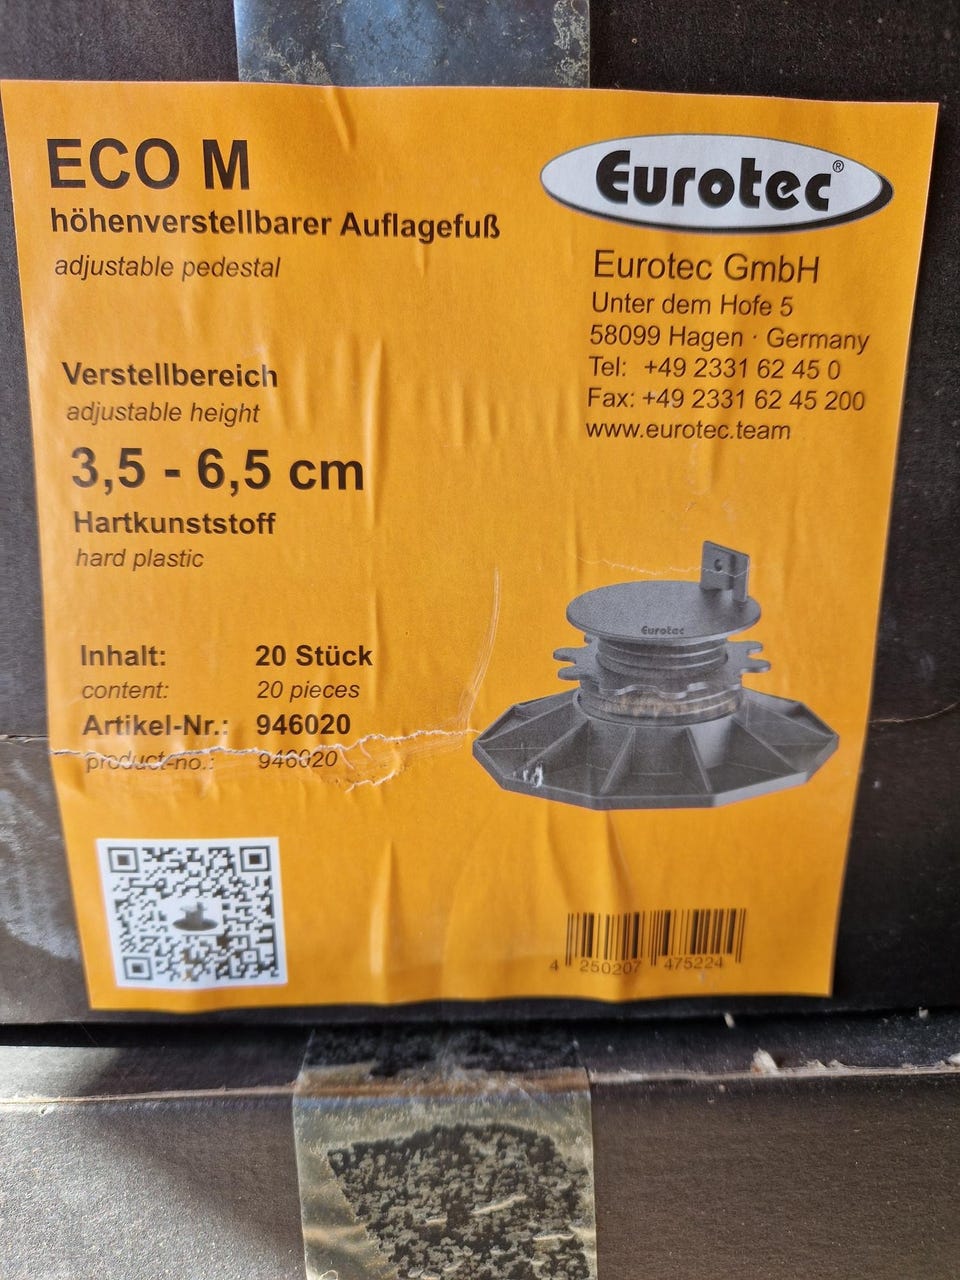 ECO M
höhenverstellbarer Auflagefuß
adjustable pedestal
Eurotec®
Eurotec GmbH
Unter dem Hofe 5
58099 Hagen · Germany
Tel: +49 2331 62 45 0
Fax: +49 2331 62 45 200
www.eurotec.team
Verstellbereich
adjustable height
3,5 - 6,5 cm
Hartkunststoff
hard plastic
Eurotec
Inhalt: 20 Stück
content: 20 pieces
Artikel-Nr.: 946020
product-no.: 946020
4 250207 475224